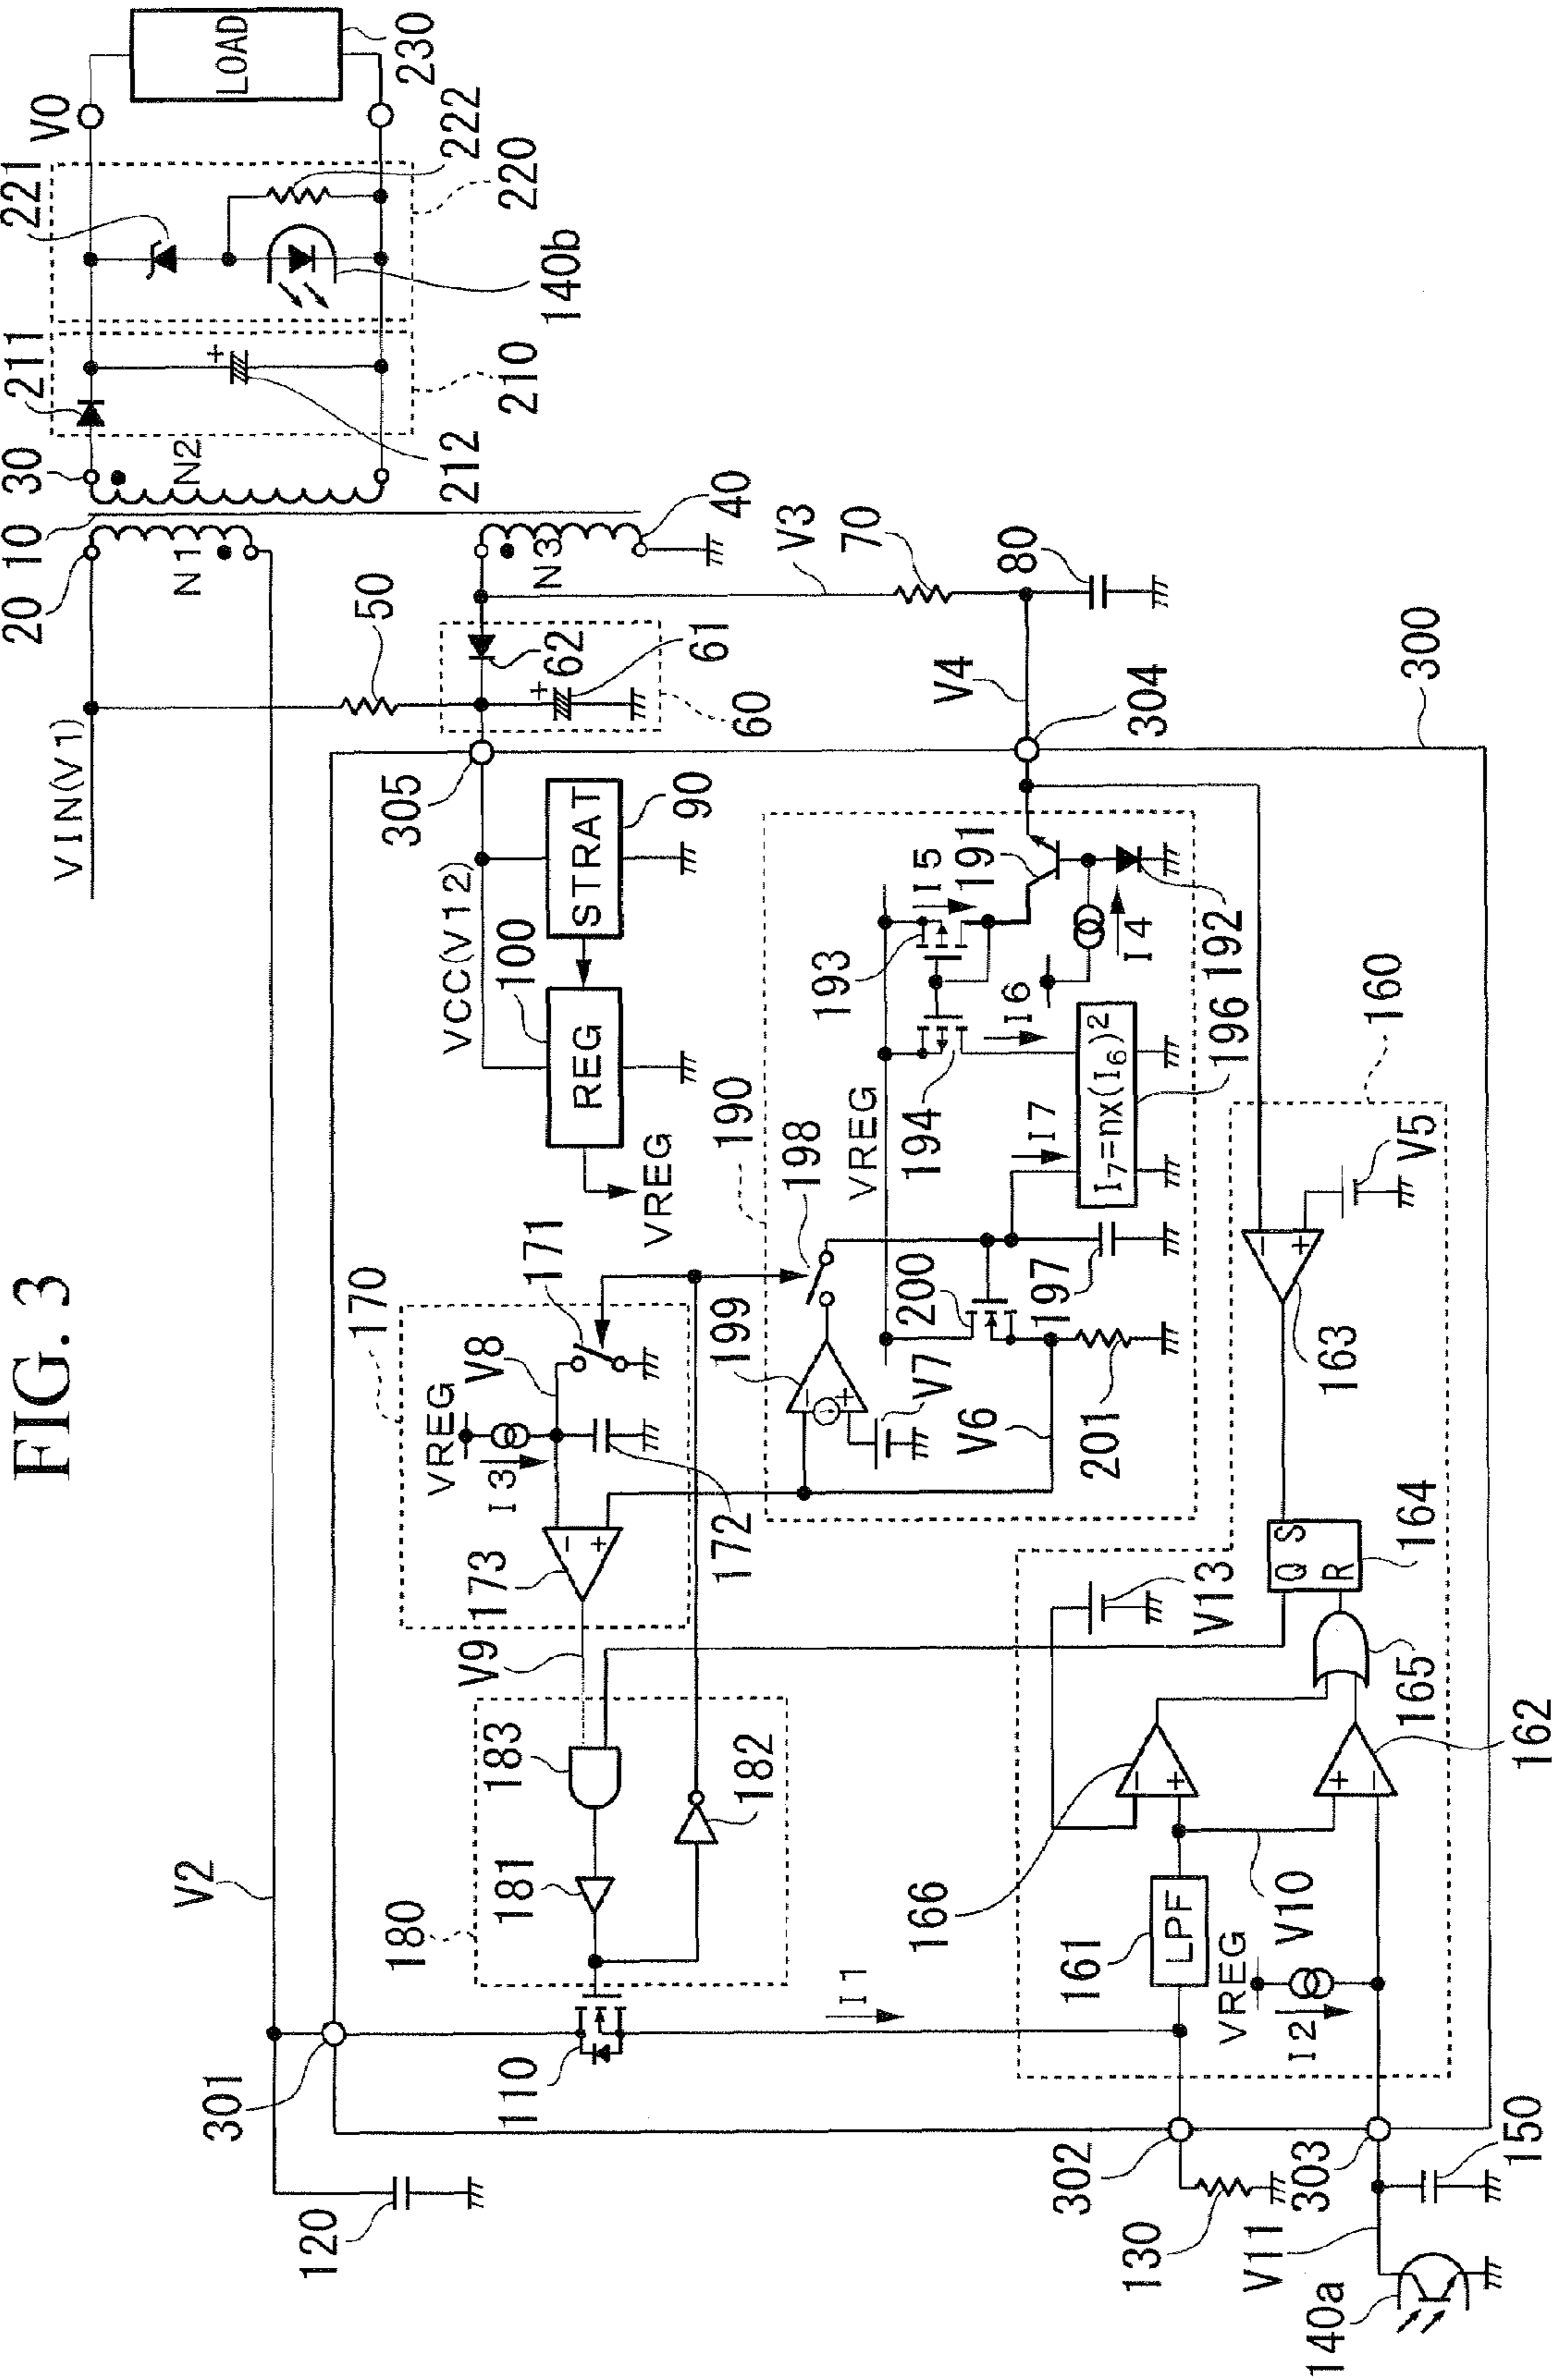 FIG. 3
VIN(V1)
20
10
30
211
221
V0
LOAD
230
N1
N2
212
210
220
222
140b
50
62
61
60
N3
40
V3
70
80
V4
304
300
305
VCC(V12)
STRAT
90
100
REG
VREG
170
171
VREG
V8
I3
172
173
V9
190
198
199
VREG
193
I5
191
I4
192
194
I6
I7
I7=nx(I6)2
196
200
197
V7
V6
201
160
V5
163
164
Q
S
R
165
162
V13
166
V10
161
LPF
VREG
I2
V2
180
181
182
183
110
I1
301
120
302
130
303
150
V11
140a